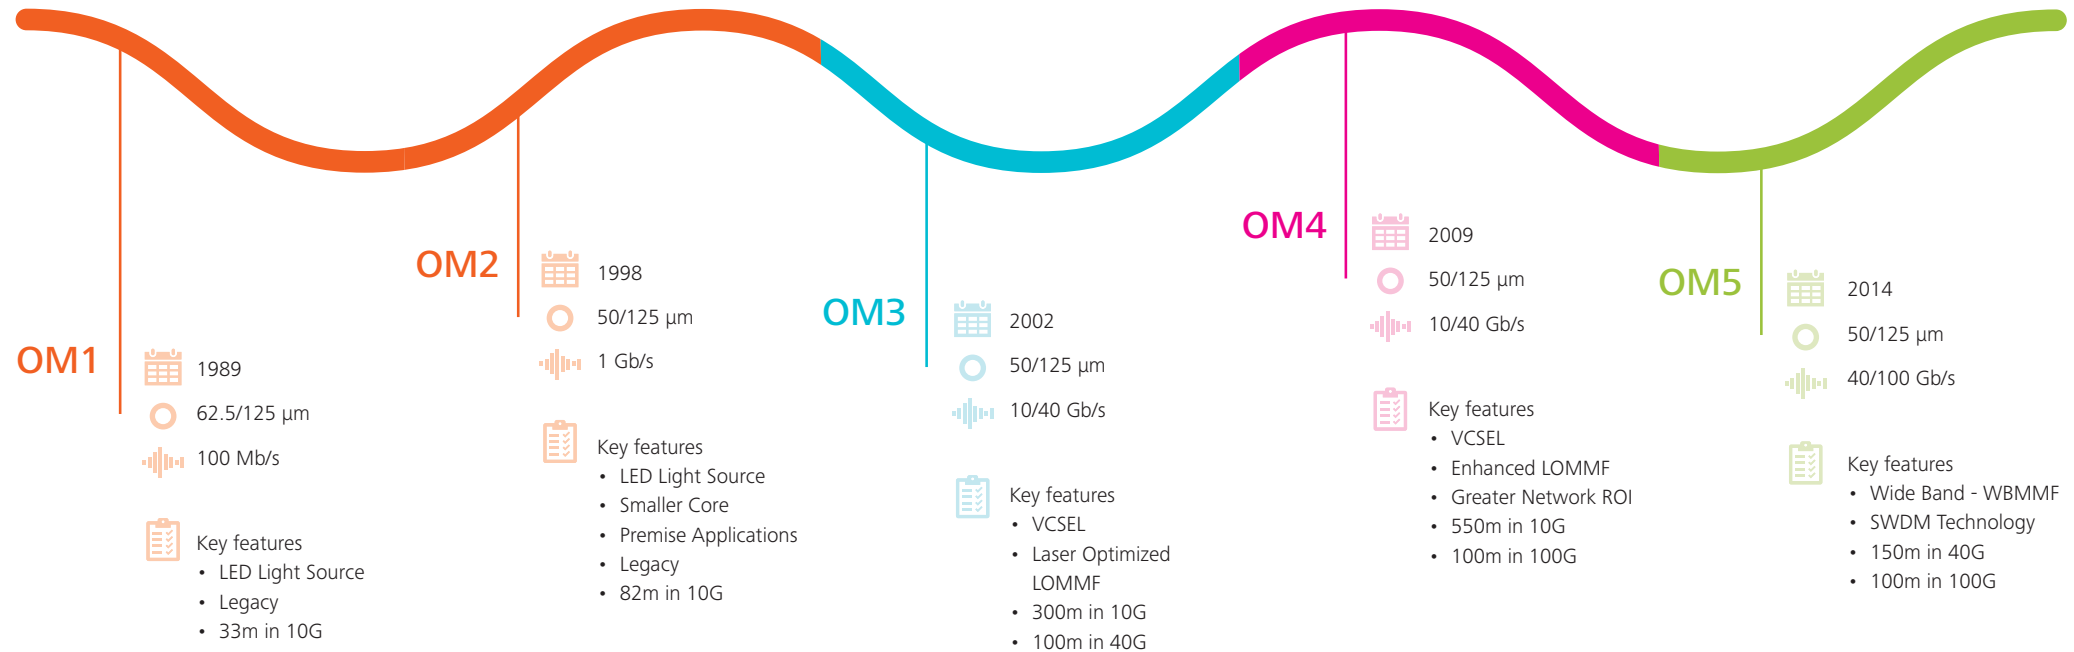 OM1
1989
62.5/125 µm
100 Mb/s
Key features
• LED Light Source
• Legacy
• 33m in 10G
OM2
1998
50/125 µm
1 Gb/s
Key features
• LED Light Source
• Smaller Core
• Premise Applications
• Legacy
• 82m in 10G
OM3
2002
50/125 µm
10/40 Gb/s
Key features
• VCSEL
• Laser Optimized
LOMMF
• 300m in 10G
• 100m in 40G
OM4
2009
50/125 µm
10/40 Gb/s
Key features
• VCSEL
• Enhanced LOMMF
• Greater Network ROI
• 550m in 10G
• 100m in 100G
OM5
2014
50/125 µm
40/100 Gb/s
Key features
• Wide Band - WBMMF
• SWDM Technology
• 150m in 40G
• 100m in 100G